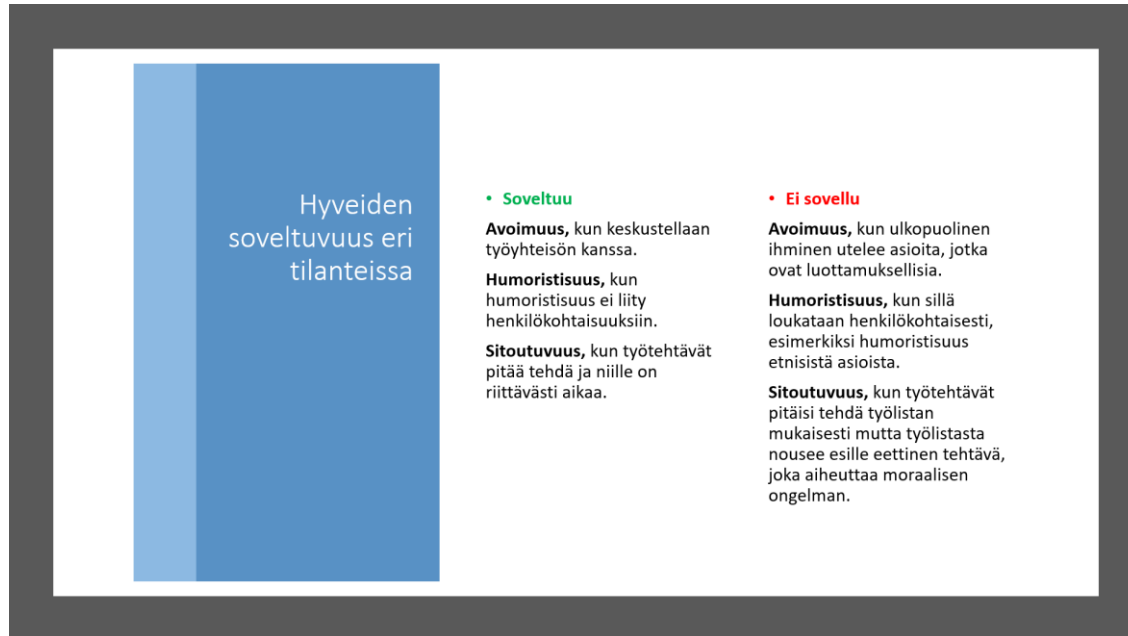 Hyveiden
soveltuvuus eri
tilanteissa
• Soveltuu
Avoimuus, kun keskustellaan
työyhteisön kanssa.
Humoristisuus, kun
humoristisuus ei liity
henkilökohtaisuuksiin.
Sitoutuvuus, kun työtehtävät
pitää tehdä ja niille on
riittävästi aikaa.
• Ei sovellu
Avoimuus, kun ulkopuolinen
ihminen utelee asioita, jotka
ovat luottamuksellisia.
Humoristisuus, kun sillä
loukataan henkilökohtaisesti,
esimerkiksi humoristisuus
etnisistä asioista.
Sitoutuvuus, kun työtehtävät
pitäisi tehdä työlistan
mukaisesti mutta työlistasta
nousee esille eettinen tehtävä,
joka aiheuttaa moraalisen
ongelman.